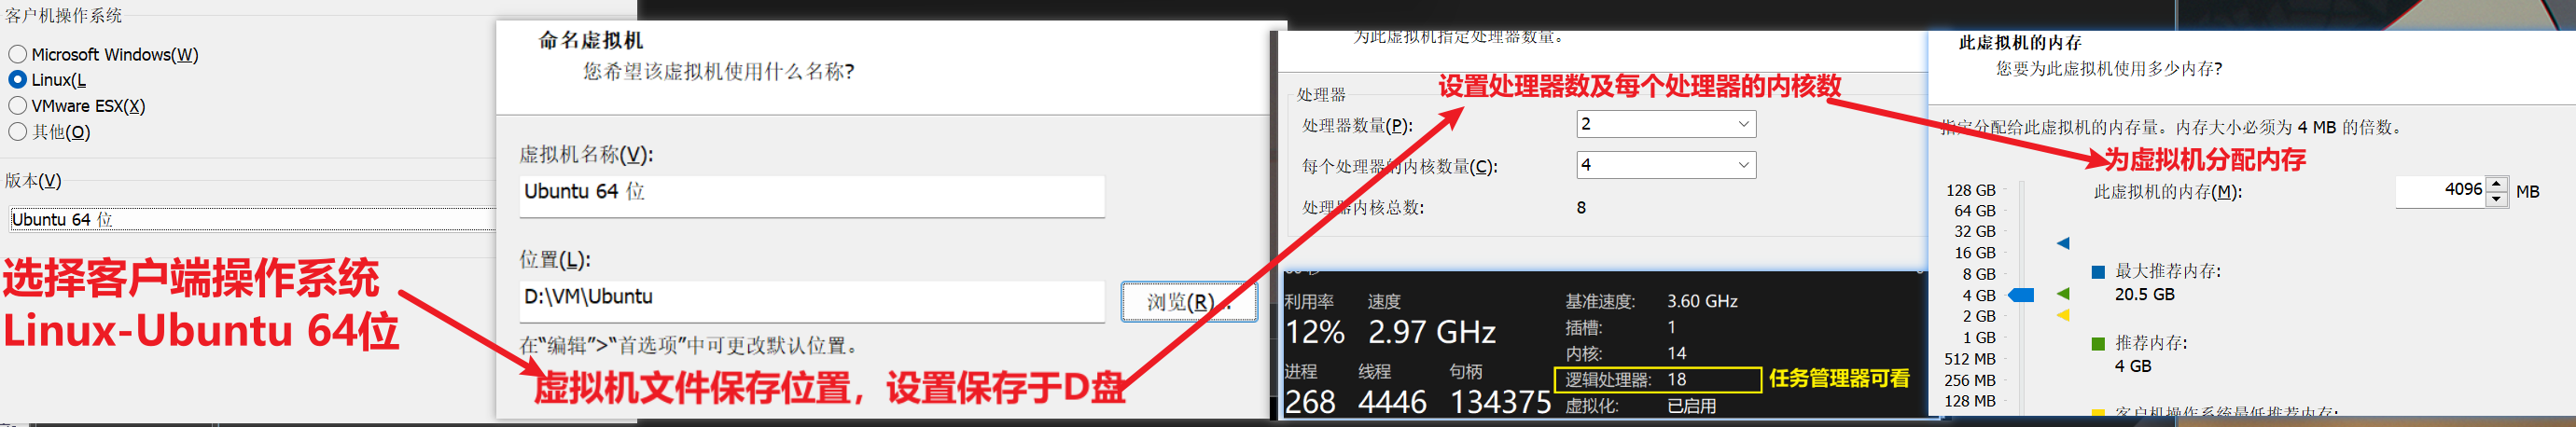 客户机操作系统
Microsoft Windows(W)
Linux(L
VMware ESX(X)
其他(O)
版本(V)
Ubuntu 64 位
选择客户端操作系统
Linux-Ubuntu 64位
命名虚拟机
您希望该虚拟机使用什么名称?
虚拟机名称(V):
Ubuntu 64 位
位置(L):
D:\VM\Ubuntu
浏览(R)...
在“编辑”>“首选项”中可更改默认位置。
虚拟机文件保存位置，设置保存于D盘
为此虚拟机指定处理器数量。
设置处理器数及每个处理器的内核数
处理器
处理器数量(P):
2
每个处理器的内核数量(C):
4
处理器内核总数:
8
利用率 速度
12% 2.97 GHz
进程 线程 句柄
268 4446 134375
基准速度: 3.60 GHz
插槽: 1
内核: 14
逻辑处理器: 18
虚拟化: 已启用
任务管理器可看
此虚拟机的内存
您要为此虚拟机使用多少内存?
指定分配给此虚拟机的内存量。内存大小必须为 4 MB 的倍数。
为虚拟机分配内存
此虚拟机的内存(M):
4096 MB
128 GB
64 GB
32 GB
16 GB
8 GB
4 GB
2 GB
1 GB
512 MB
256 MB
128 MB
最大推荐内存:
20.5 GB
推荐内存:
4 GB
客户机操作系统最低推荐内存: